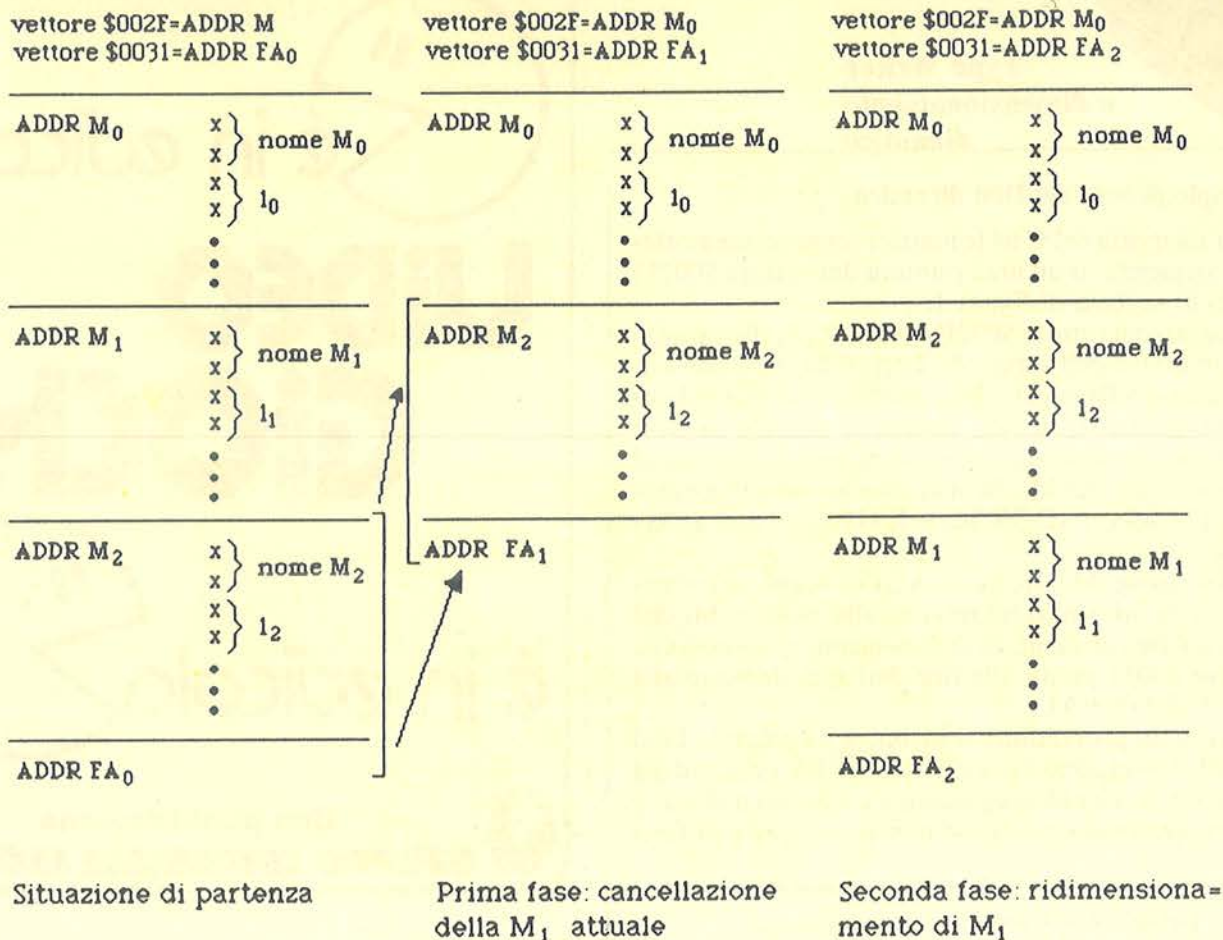 vettore $002F=ADDR M
vettore $0031=ADDR FA0
ADDR M0
x
x
nome M0
x
x
l0
ADDR M1
x
x
nome M1
x
x
l1
ADDR M2
x
x
nome M2
x
x
l2
ADDR FA0
Situazione di partenza
vettore $002F=ADDR M0
vettore $0031=ADDR FA1
ADDR M0
x
x
nome M0
x
x
l0
ADDR M2
x
x
nome M2
x
x
l2
ADDR FA1
Prima fase: cancellazione
della M1 attuale
vettore $002F=ADDR M0
vettore $0031=ADDR FA2
ADDR M0
x
x
nome M0
x
x
l0
ADDR M2
x
x
nome M2
x
x
l2
ADDR M1
x
x
nome M1
x
x
l1
ADDR FA2
Seconda fase: ridimensiona=
mento di M1